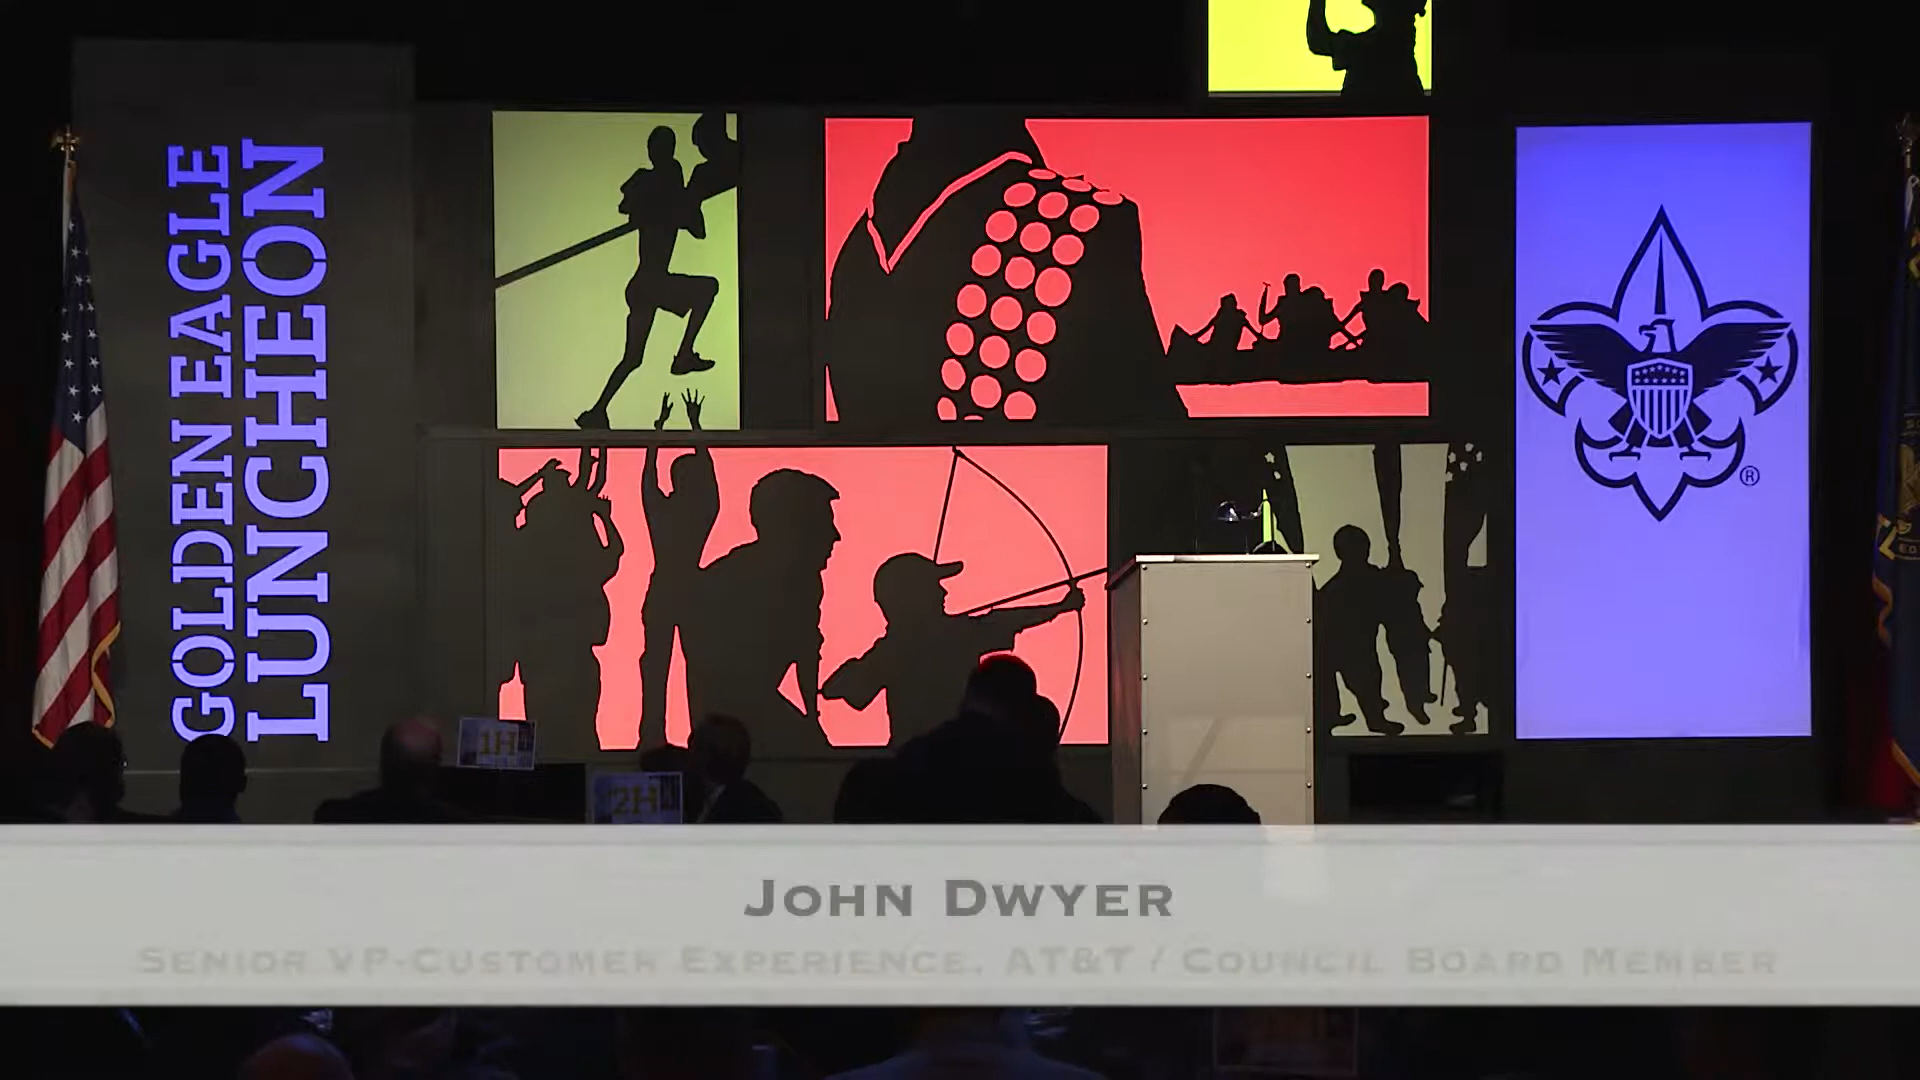 GOLDEN EAGLE
LUNCHEON
®
1H
2H
JOHN DWYER
SENIOR VP-CUSTOMER EXPERIENCE, AT&T / COUNCIL BOARD MEMBER